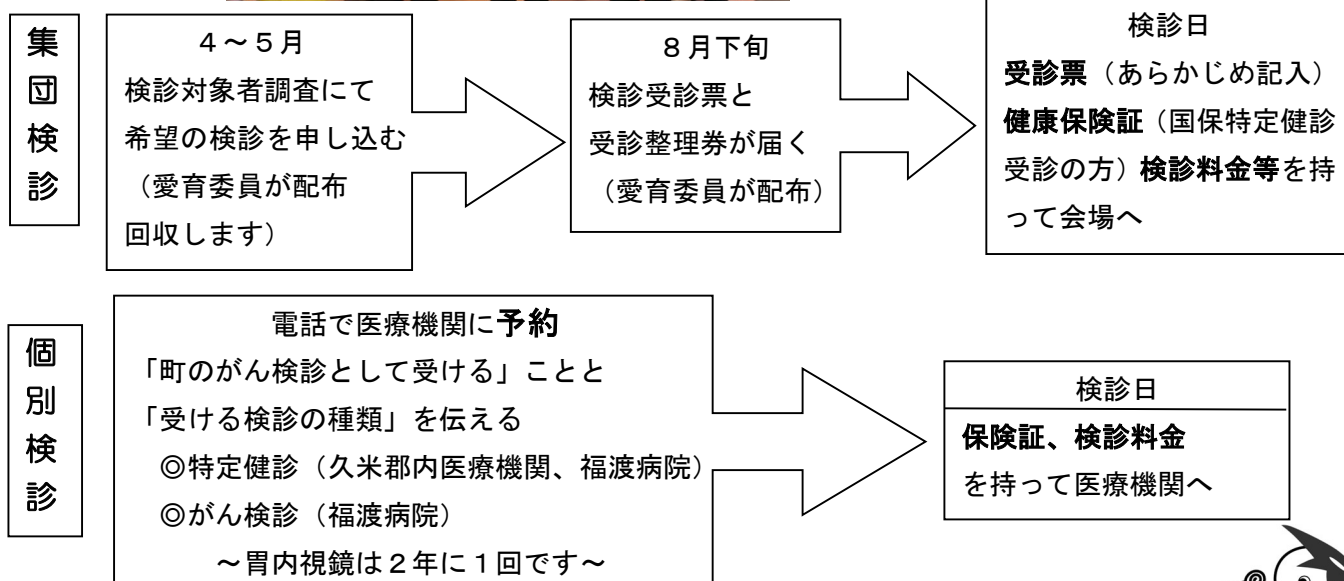 集団検診
４～５月
検診対象者調査にて
希望の検診を申し込む
（愛育委員が配布
回収します）
８月下旬
検診受診票と
受診整理券が届く
（愛育委員が配布）
検診日
受診票（あらかじめ記入）
健康保険証（国保特定健診
受診の方）検診料金等を持
って会場へ
個別検診
電話で医療機関に予約
「町のがん検診として受ける」ことと
「受ける検診の種類」を伝える
◎特定健診（久米郡内医療機関、福渡病院）
◎がん検診（福渡病院）
～胃内視鏡は２年に１回です～
検診日
保険証、検診料金
を持って医療機関へ